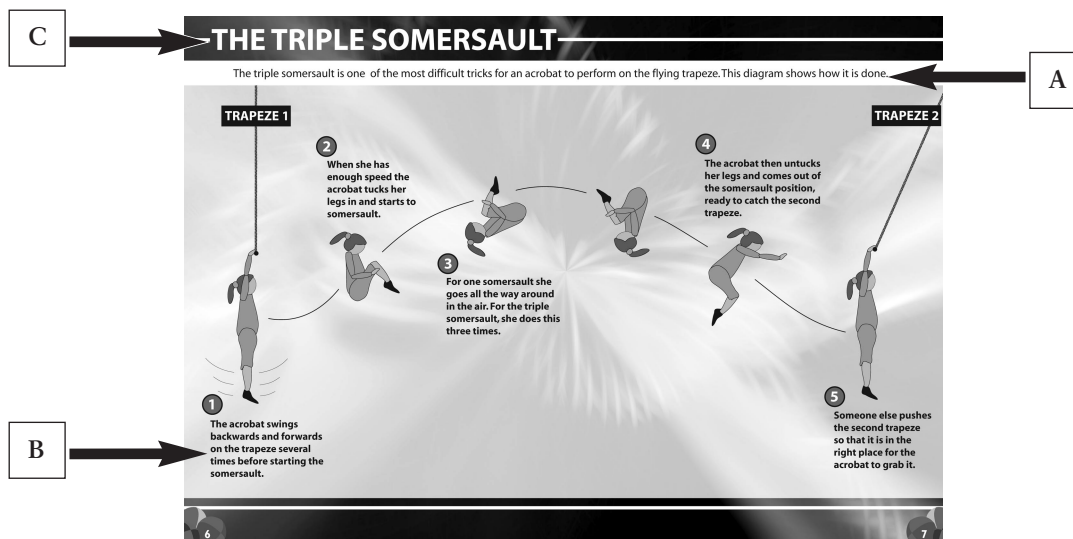 C
THE TRIPLE SOMERSAULT
The triple somersault is one of the most difficult tricks for an acrobat to perform on the flying trapeze. This diagram shows how it is done.
A
TRAPEZE 1
TRAPEZE 2
2
When she has
enough speed the
acrobat tucks her
legs in and starts to
somersault.
4
The acrobat then untucks
her legs and comes out of
the somersault position,
ready to catch the second
trapeze.
3
For one somersault she
goes all the way around
in the air. For the triple
somersault, she does this
three times.
1
The acrobat swings
backwards and forwards
on the trapeze several
times before starting the
somersault.
B
5
Someone else pushes
the second trapeze
so that it is in the
right place for the
acrobat to grab it.
6
7